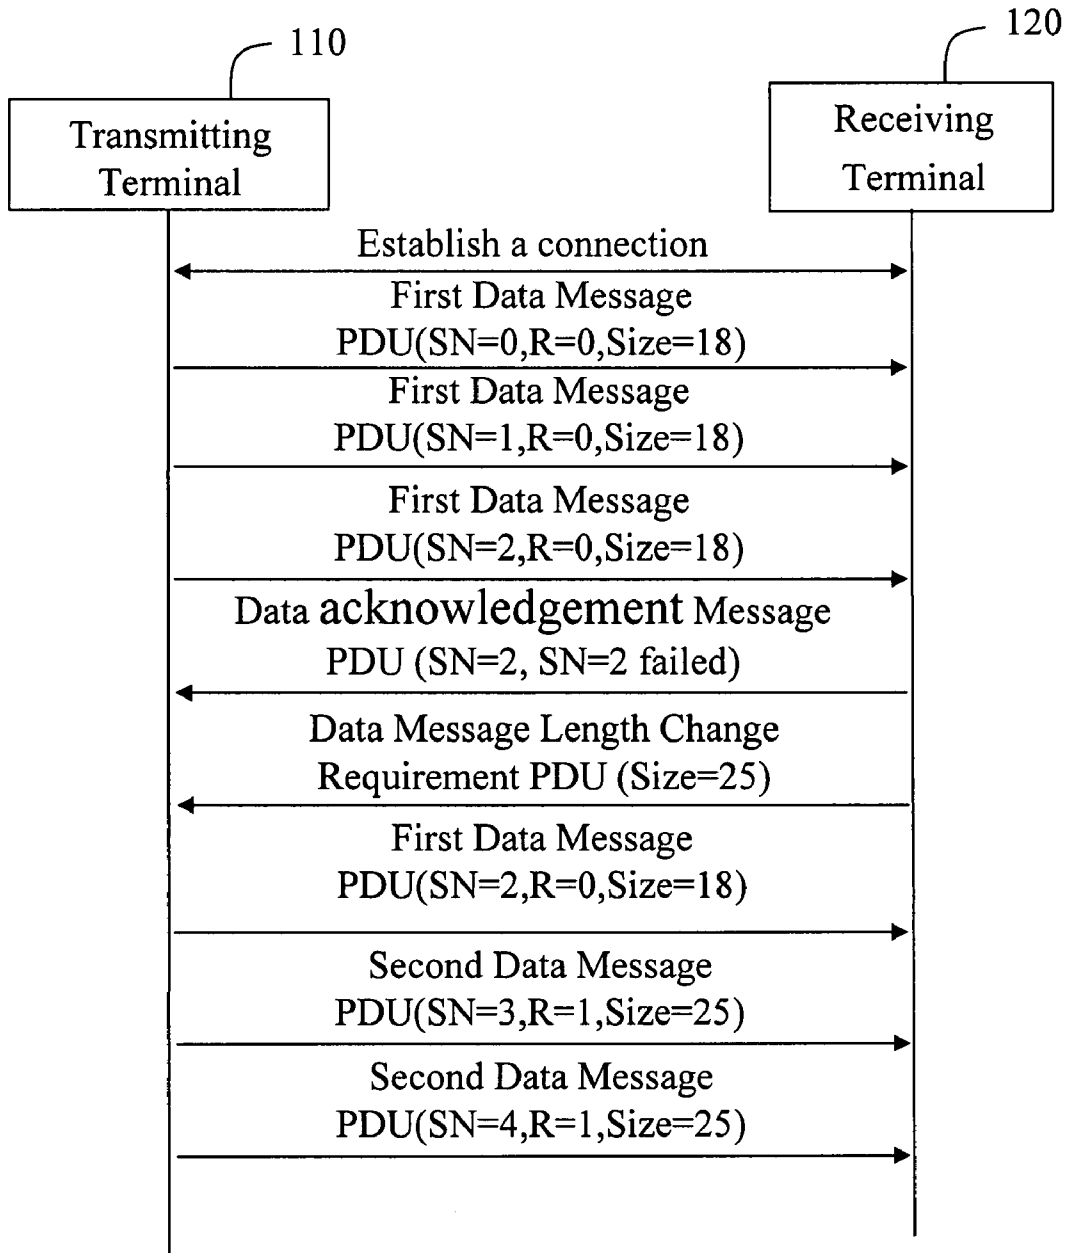 110
120
Transmitting
Terminal
Receiving
Terminal
Establish a connection
First Data Message
PDU(SN=0,R=0,Size=18)
First Data Message
PDU(SN=1,R=0,Size=18)
First Data Message
PDU(SN=2,R=0,Size=18)
Data acknowledgement Message
PDU (SN=2, SN=2 failed)
Data Message Length Change
Requirement PDU (Size=25)
First Data Message
PDU(SN=2,R=0,Size=18)
Second Data Message
PDU(SN=3,R=1,Size=25)
Second Data Message
PDU(SN=4,R=1,Size=25)